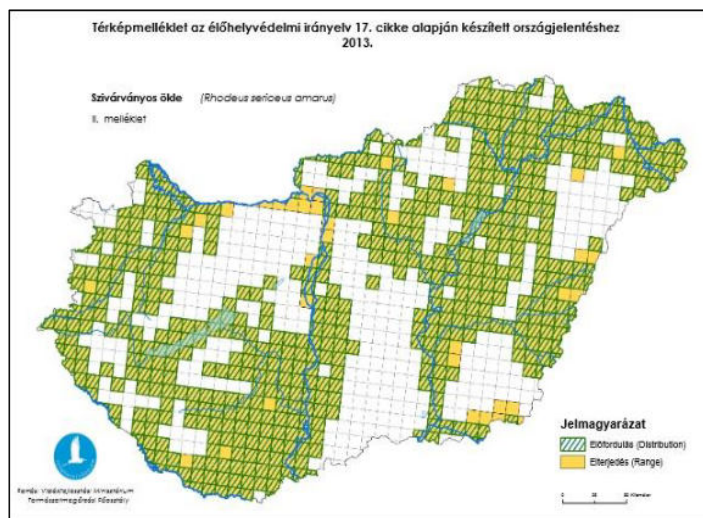 Térképmelléklet az élőhelyvédelmi irányelv 17. cikke alapján készített országjelentéshez
2013.
Szivárványos ökle (Rhodeus sericeus amarus)
II. melléklet
Jelmagyarázat
Előfordulás (Distribution)
Elterjedés (Range)
Forrás: Vidékfejlesztési Minisztérium
Természetmegőrzési Főosztály